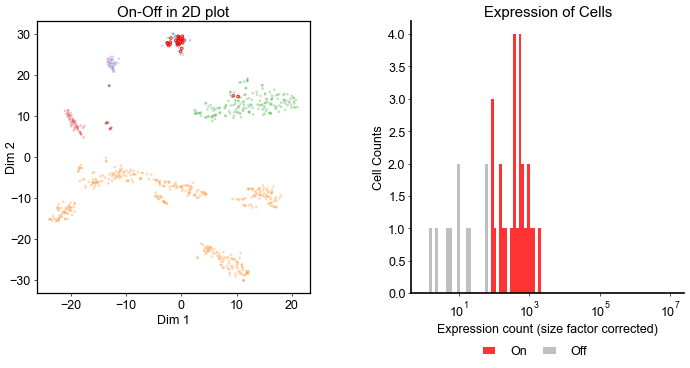 On-Off in 2D plot
30
20
10
0
−10
−20
−30
Dim 2
−20 −10 0 10 20
Dim 1
Expression of Cells
4.0
3.5
3.0
2.5
2.0
1.5
1.0
0.5
0.0
Cell Counts
10^1 10^3 10^5 10^7
Expression count (size factor corrected)
On Off